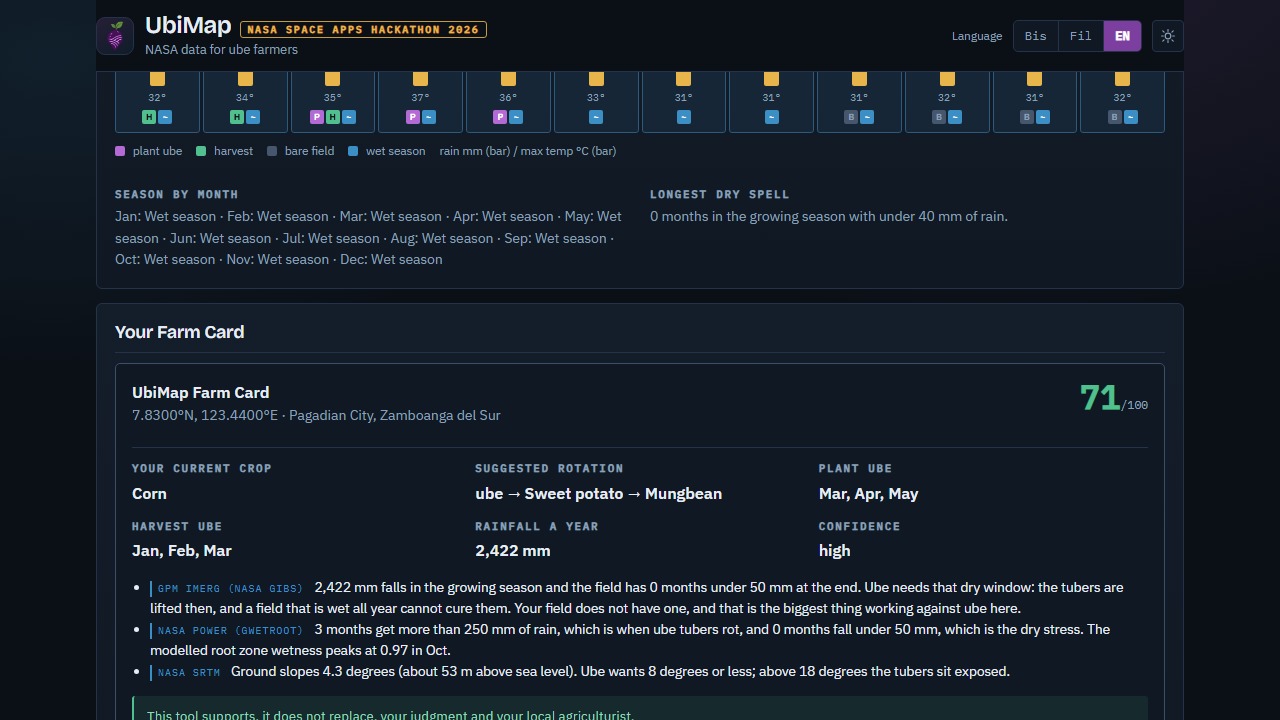 UbiMap NASA SPACE APPS HACKATHON 2026
NASA data for ube farmers
Language Bis Fil EN
32° 34° 35° 37° 36° 33° 31° 31° 31° 32° 31° 32°
H ~ H ~ P H ~ P ~ P ~ ~ ~ ~ B ~ B ~ B ~ B ~
plant ube harvest bare field wet season rain mm (bar) / max temp °C (bar)
SEASON BY MONTH
Jan: Wet season · Feb: Wet season · Mar: Wet season · Apr: Wet season · May: Wet
season · Jun: Wet season · Jul: Wet season · Aug: Wet season · Sep: Wet season ·
Oct: Wet season · Nov: Wet season · Dec: Wet season
LONGEST DRY SPELL
0 months in the growing season with under 40 mm of rain.
Your Farm Card
UbiMap Farm Card
7.8300°N, 123.4400°E · Pagadian City, Zamboanga del Sur
71/100
YOUR CURRENT CROP
Corn
SUGGESTED ROTATION
ube → Sweet potato → Mungbean
PLANT UBE
Mar, Apr, May
HARVEST UBE
Jan, Feb, Mar
RAINFALL A YEAR
2,422 mm
CONFIDENCE
high
• GPM IMERG (NASA GIBS) 2,422 mm falls in the growing season and the field has 0 months under 50 mm at the end. Ube needs that dry window: the tubers are
lifted then, and a field that is wet all year cannot cure them. Your field does not have one, and that is the biggest thing working against ube here.
• NASA POWER (GWETROOT) 3 months get more than 250 mm of rain, which is when ube tubers rot, and 0 months fall under 50 mm, which is the dry stress. The
modelled root zone wetness peaks at 0.97 in Oct.
• NASA SRTM Ground slopes 4.3 degrees (about 53 m above sea level). Ube wants 8 degrees or less; above 18 degrees the tubers sit exposed.
This tool supports, it does not replace, your judgment and your local agriculturist.